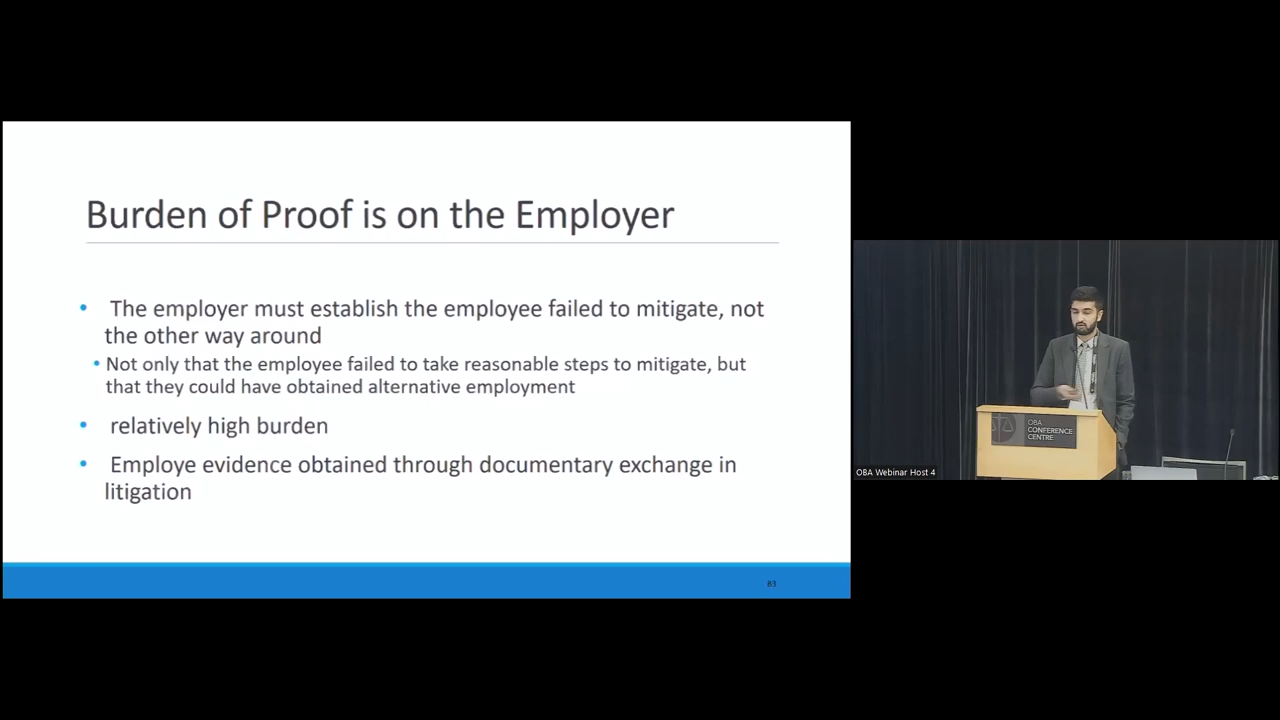 Burden of Proof is on the Employer
• The employer must establish the employee failed to mitigate, not
the other way around
• Not only that the employee failed to take reasonable steps to mitigate, but
that they could have obtained alternative employment
• relatively high burden
• Employe evidence obtained through documentary exchange in
litigation
83
OBA
CONFERENCE
CENTRE
OBA Webinar Host 4